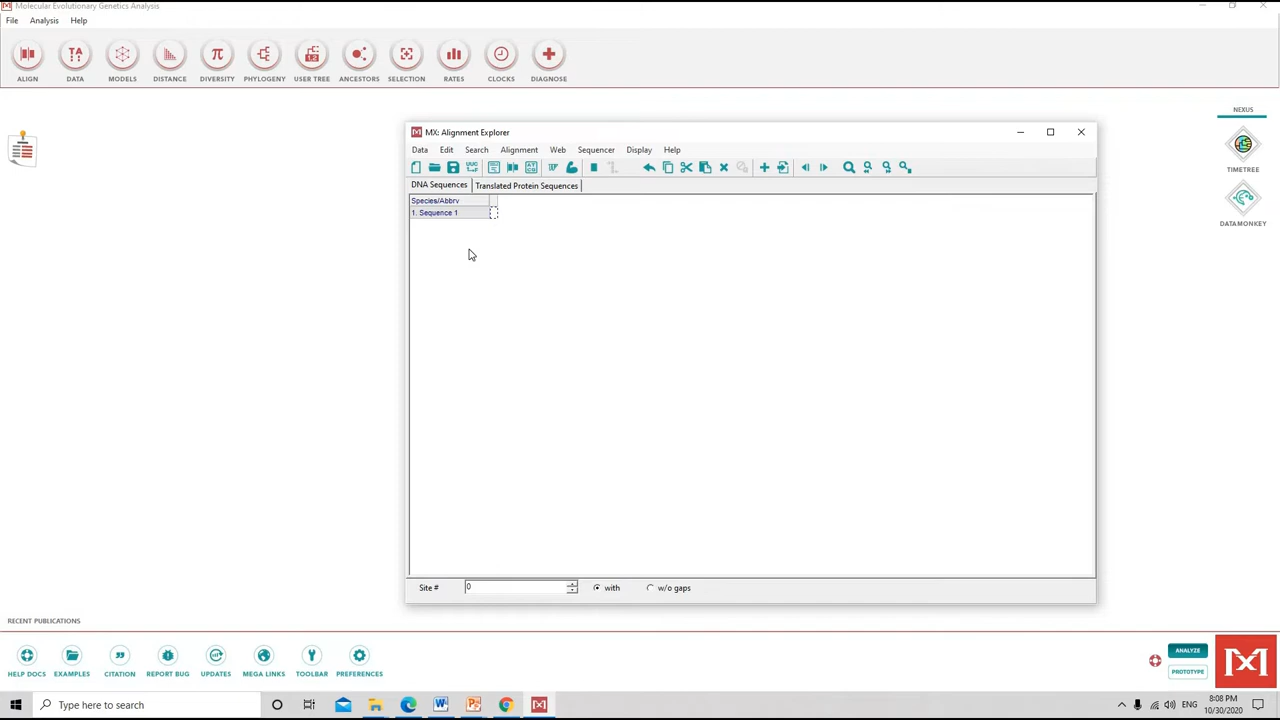 Molecular Evolutionary Genetics Analysis
File Analysis Help
ALIGN DATA MODELS DISTANCE DIVERSITY PHYLOGENY USER TREE ANCESTORS SELECTION RATES CLOCKS DIAGNOSE
NEXUS
TIMETREE
DATAMONKEY
MX: Alignment Explorer
Data Edit Search Alignment Web Sequencer Display Help
DNA Sequences Translated Protein Sequences
Species/Abbrv
1. Sequence 1
Site # 0 with w/o gaps
RECENT PUBLICATIONS
HELP DOCS EXAMPLES CITATION REPORT BUG UPDATES MEGA LINKS TOOLBAR PREFERENCES
ANALYZE
PROTOTYPE
Type here to search
ENG
8:08 PM
10/30/2020